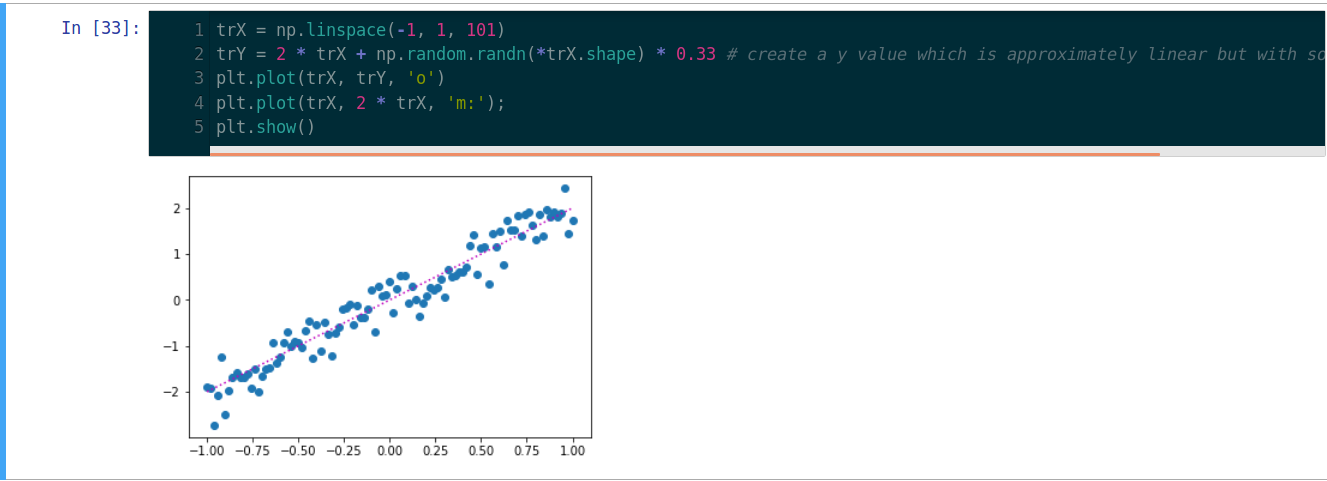 In [33]:
1 trX = np.linspace(-1, 1, 101)
2 trY = 2 * trX + np.random.randn(*trX.shape) * 0.33 # create a y value which is approximately linear but with
3 plt.plot(trX, trY, 'o')
4 plt.plot(trX, 2 * trX, 'm:');
5 plt.show()
2
1
0
−1
−2
−1.00 −0.75 −0.50 −0.25 0.00 0.25 0.50 0.75 1.00